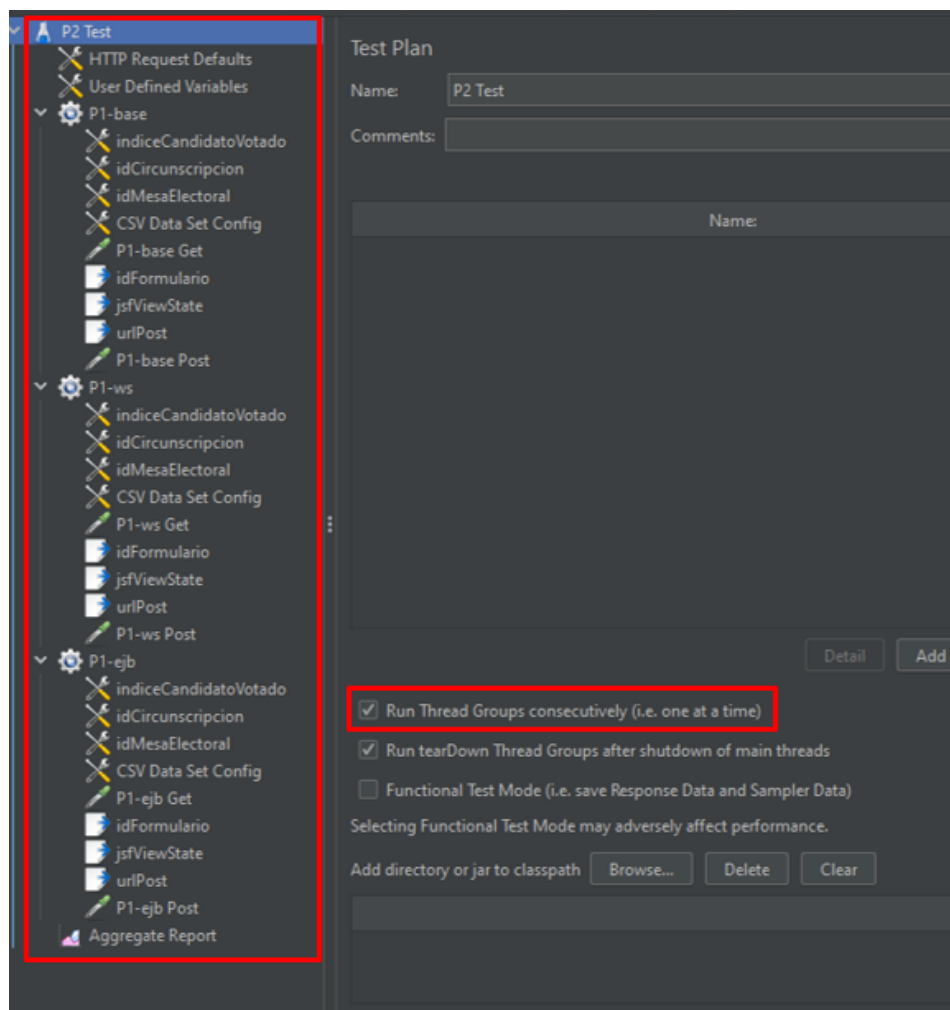 P2 Test
HTTP Request Defaults
User Defined Variables
P1-base
indiceCandidatoVotado
idCircunscripcion
idMesaElectoral
CSV Data Set Config
P1-base Get
idFormulario
jsfViewState
urlPost
P1-base Post
P1-ws
indiceCandidatoVotado
idCircunscripcion
idMesaElectoral
CSV Data Set Config
P1-ws Get
idFormulario
jsfViewState
urlPost
P1-ws Post
P1-ejb
indiceCandidatoVotado
idCircunscripcion
idMesaElectoral
CSV Data Set Config
P1-ejb Get
idFormulario
jsfViewState
urlPost
P1-ejb Post
Aggregate Report
Test Plan
Name: P2 Test
Comments:
Name:
Detail Add
Run Thread Groups consecutively (i.e. one at a time)
Run tearDown Thread Groups after shutdown of main threads
Functional Test Mode (i.e. save Response Data and Sampler Data)
Selecting Functional Test Mode may adversely affect performance.
Add directory or jar to classpath Browse... Delete Clear